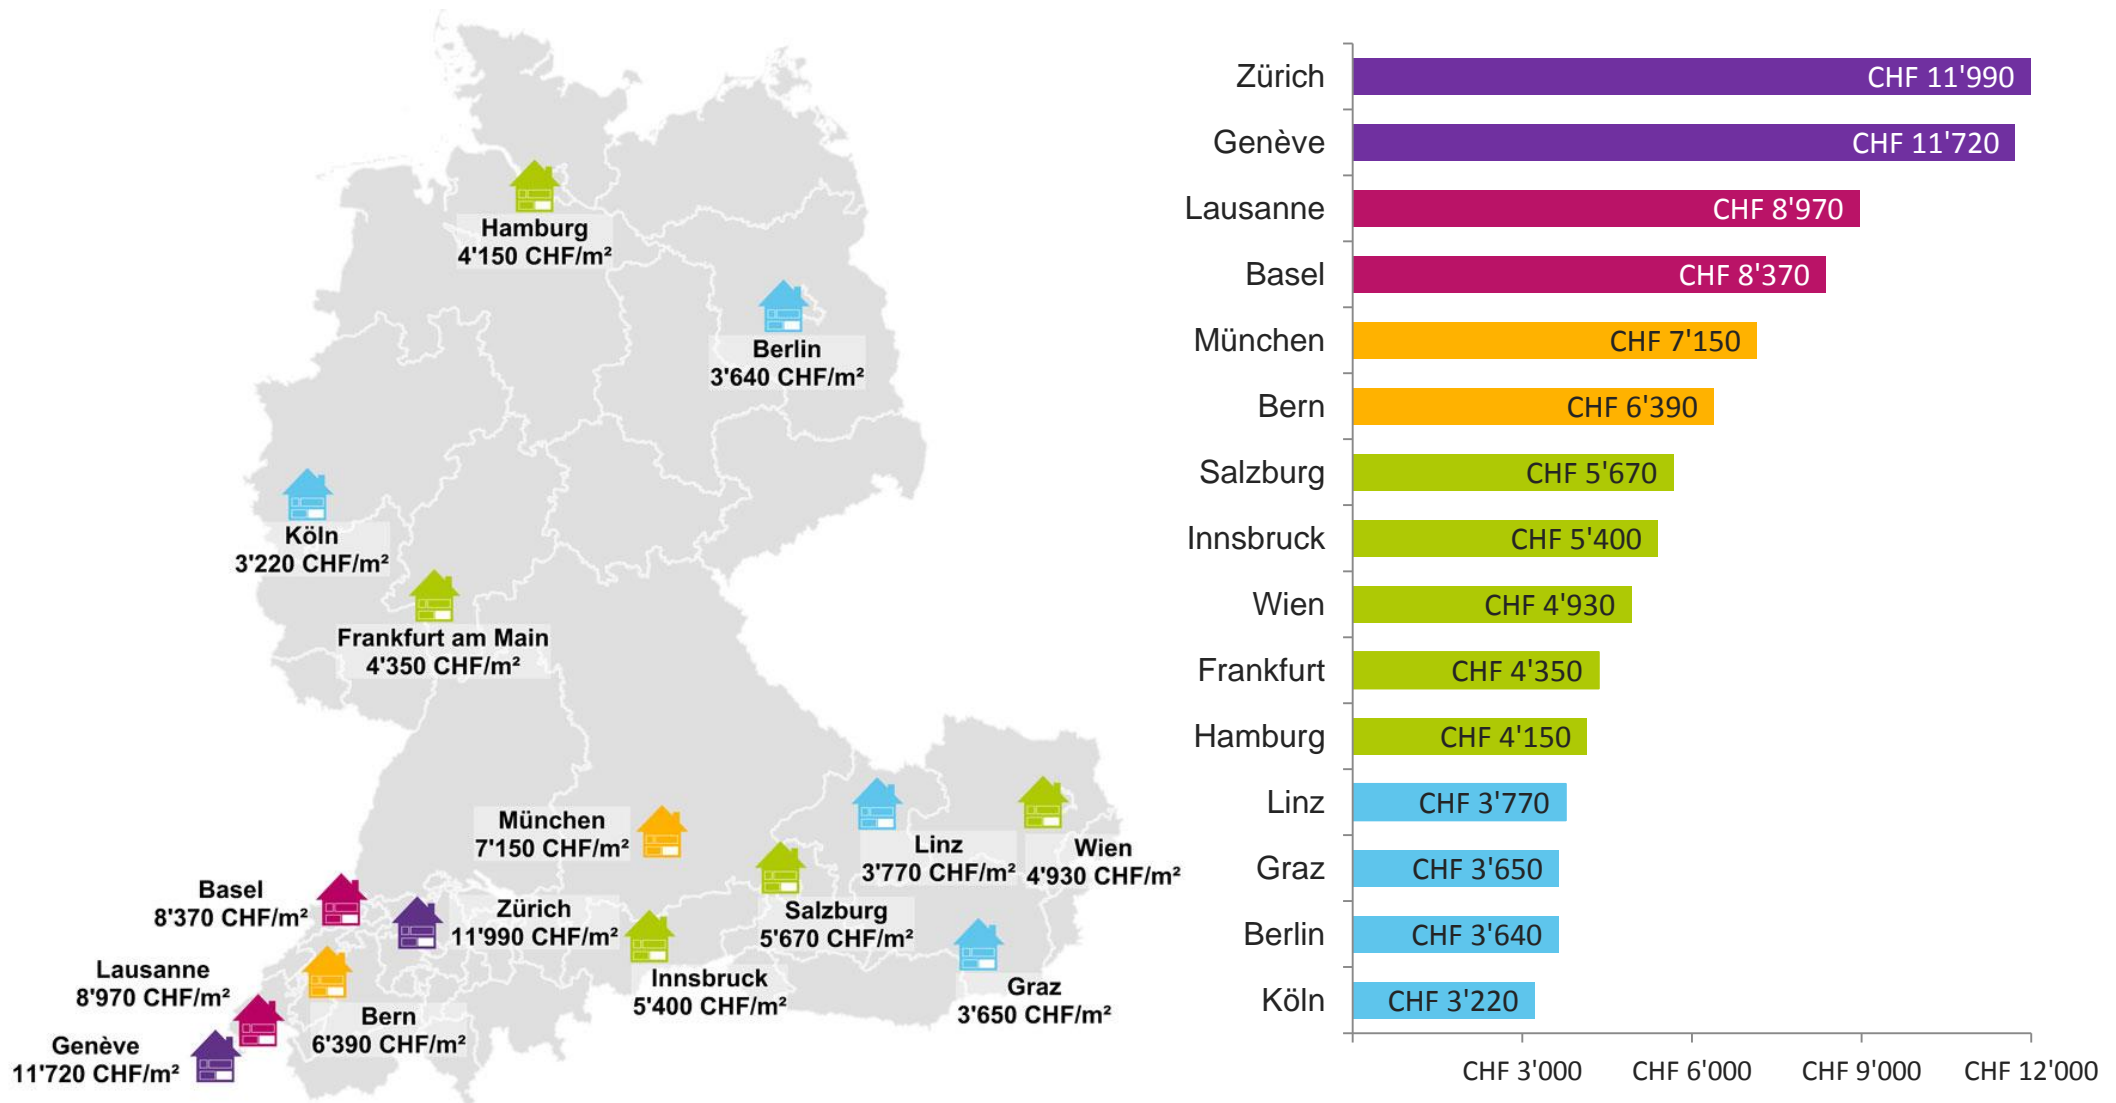 Hamburg
4'150 CHF/m²
Berlin
3'640 CHF/m²
Köln
3'220 CHF/m²
Frankfurt am Main
4'350 CHF/m²
München
7'150 CHF/m²
Linz
3'770 CHF/m²
Wien
4'930 CHF/m²
Basel
8'370 CHF/m²
Zürich
11'990 CHF/m²
Salzburg
5'670 CHF/m²
Lausanne
8'970 CHF/m²
Innsbruck
5'400 CHF/m²
Graz
3'650 CHF/m²
Bern
6'390 CHF/m²
Genève
11'720 CHF/m²
Zürich CHF 11'990
Genève CHF 11'720
Lausanne CHF 8'970
Basel CHF 8'370
München CHF 7'150
Bern CHF 6'390
Salzburg CHF 5'670
Innsbruck CHF 5'400
Wien CHF 4'930
Frankfurt CHF 4'350
Hamburg CHF 4'150
Linz CHF 3'770
Graz CHF 3'650
Berlin CHF 3'640
Köln CHF 3'220
CHF 3'000 CHF 6'000 CHF 9'000 CHF 12'000